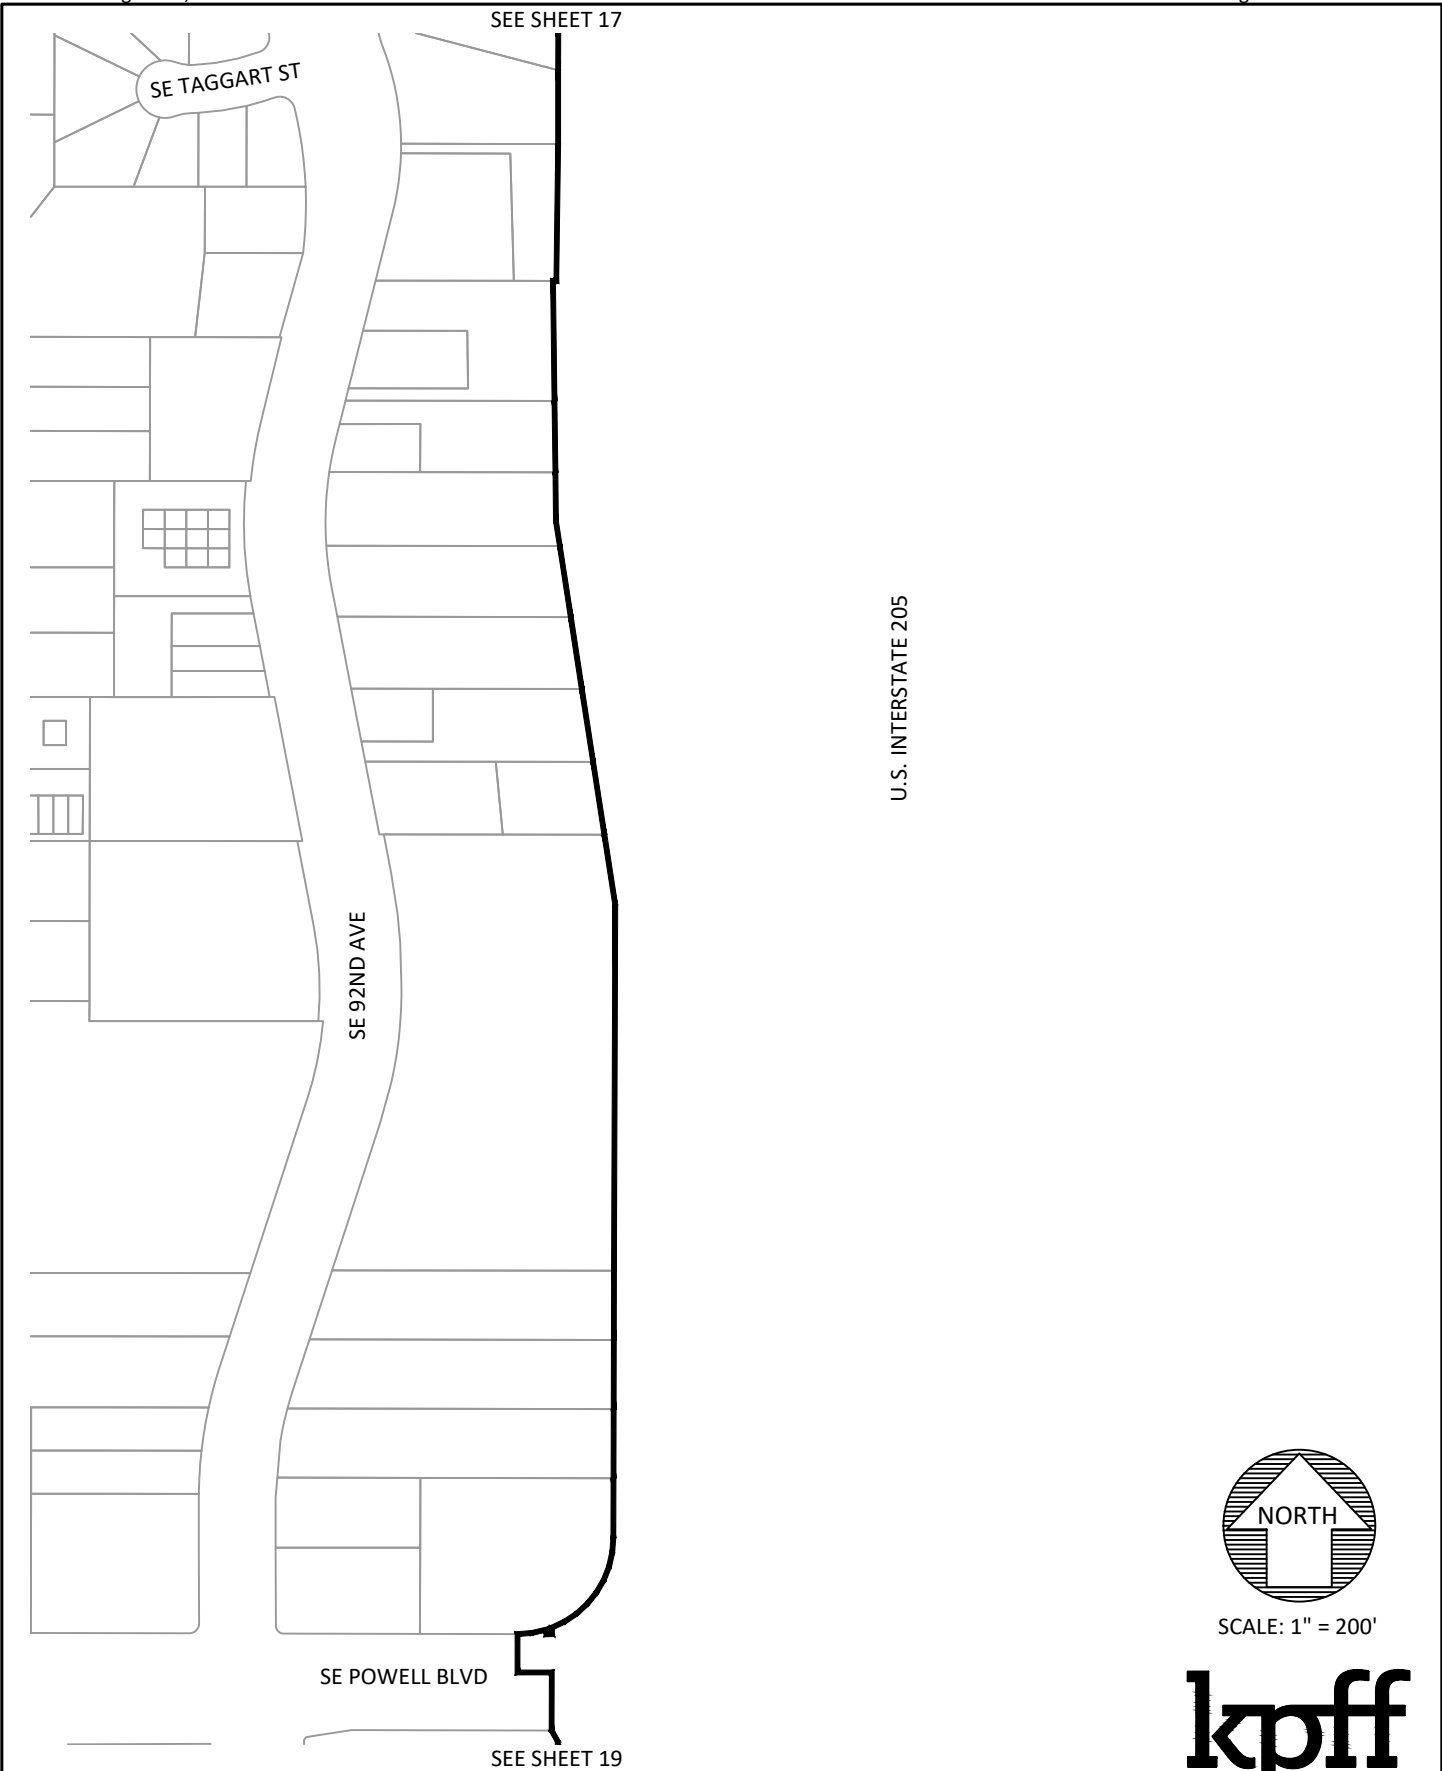 SEE SHEET 17
SE TAGGART ST
U.S. INTERSTATE 205
SE 92ND AVE
NORTH
SCALE: 1" = 200'
SE POWELL BLVD
kpff
SEE SHEET 19